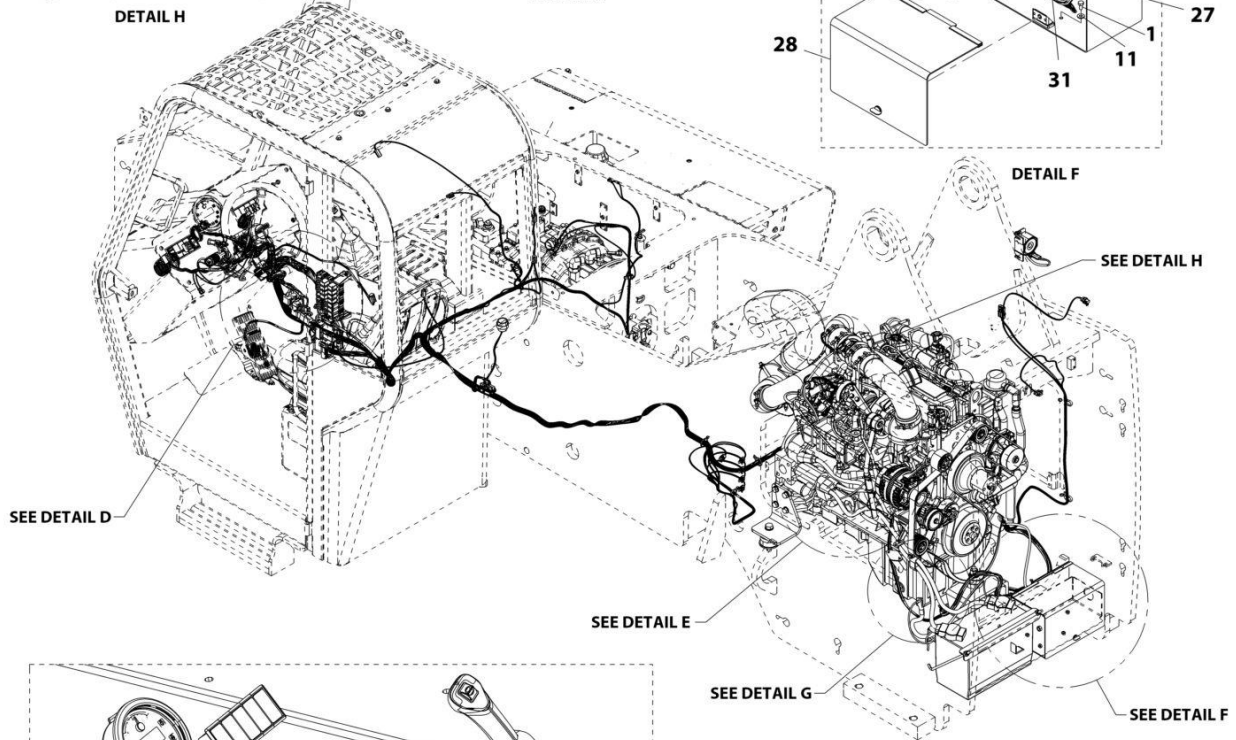 DETAIL H
27
1
28
11
31
DETAIL F
SEE DETAIL H
SEE DETAIL D
SEE DETAIL E
SEE DETAIL G
SEE DETAIL F